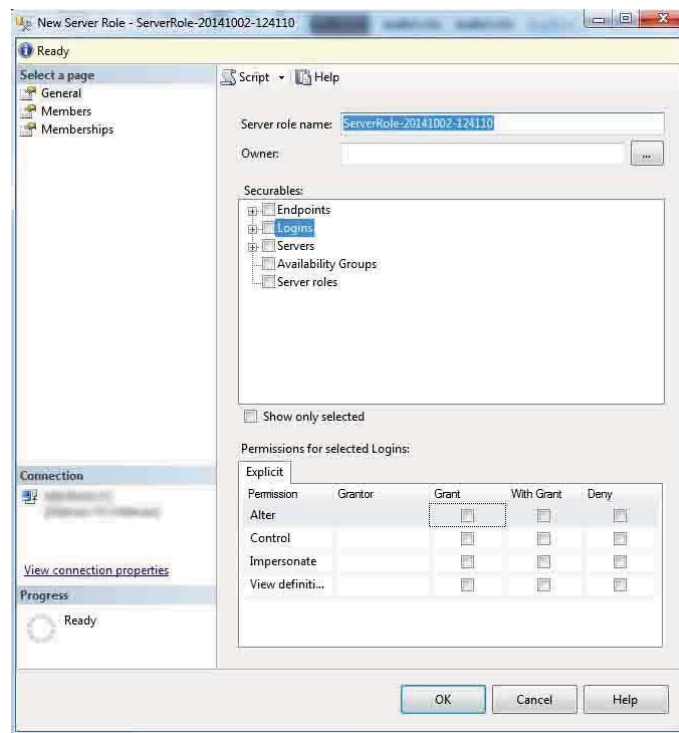 New Server Role - ServerRole-20141002-124110
Ready
Select a page
General
Members
Memberships
Script Help
Server role name: ServerRole-20141002-124110
Owner:
...
Securables:
Endpoints
Logins
Servers
Availability Groups
Server roles
Show only selected
Permissions for selected Logins:
Explicit
Permission Grantor Grant With Grant Deny
Alter
Control
Impersonate
View definiti...
Connection
View connection properties
Progress
Ready
OK Cancel Help